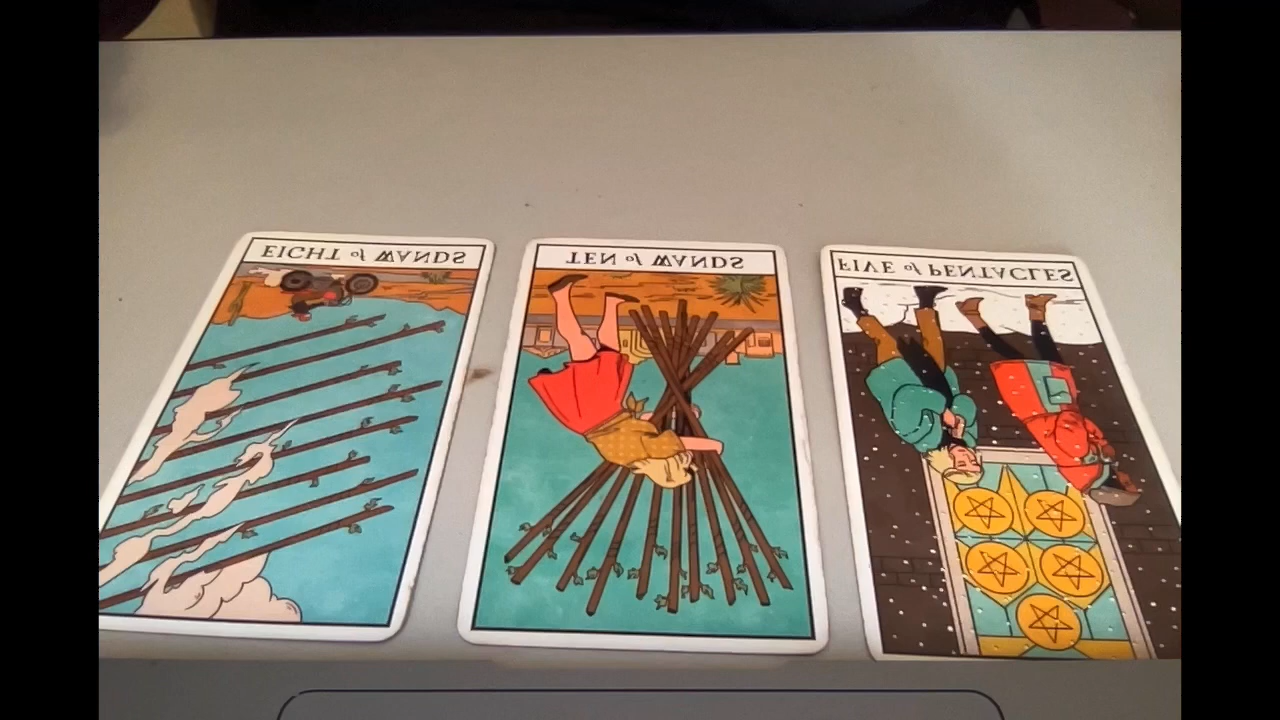 EIGHT of WANDS
TEN of WANDS
FIVE of PENTACLES